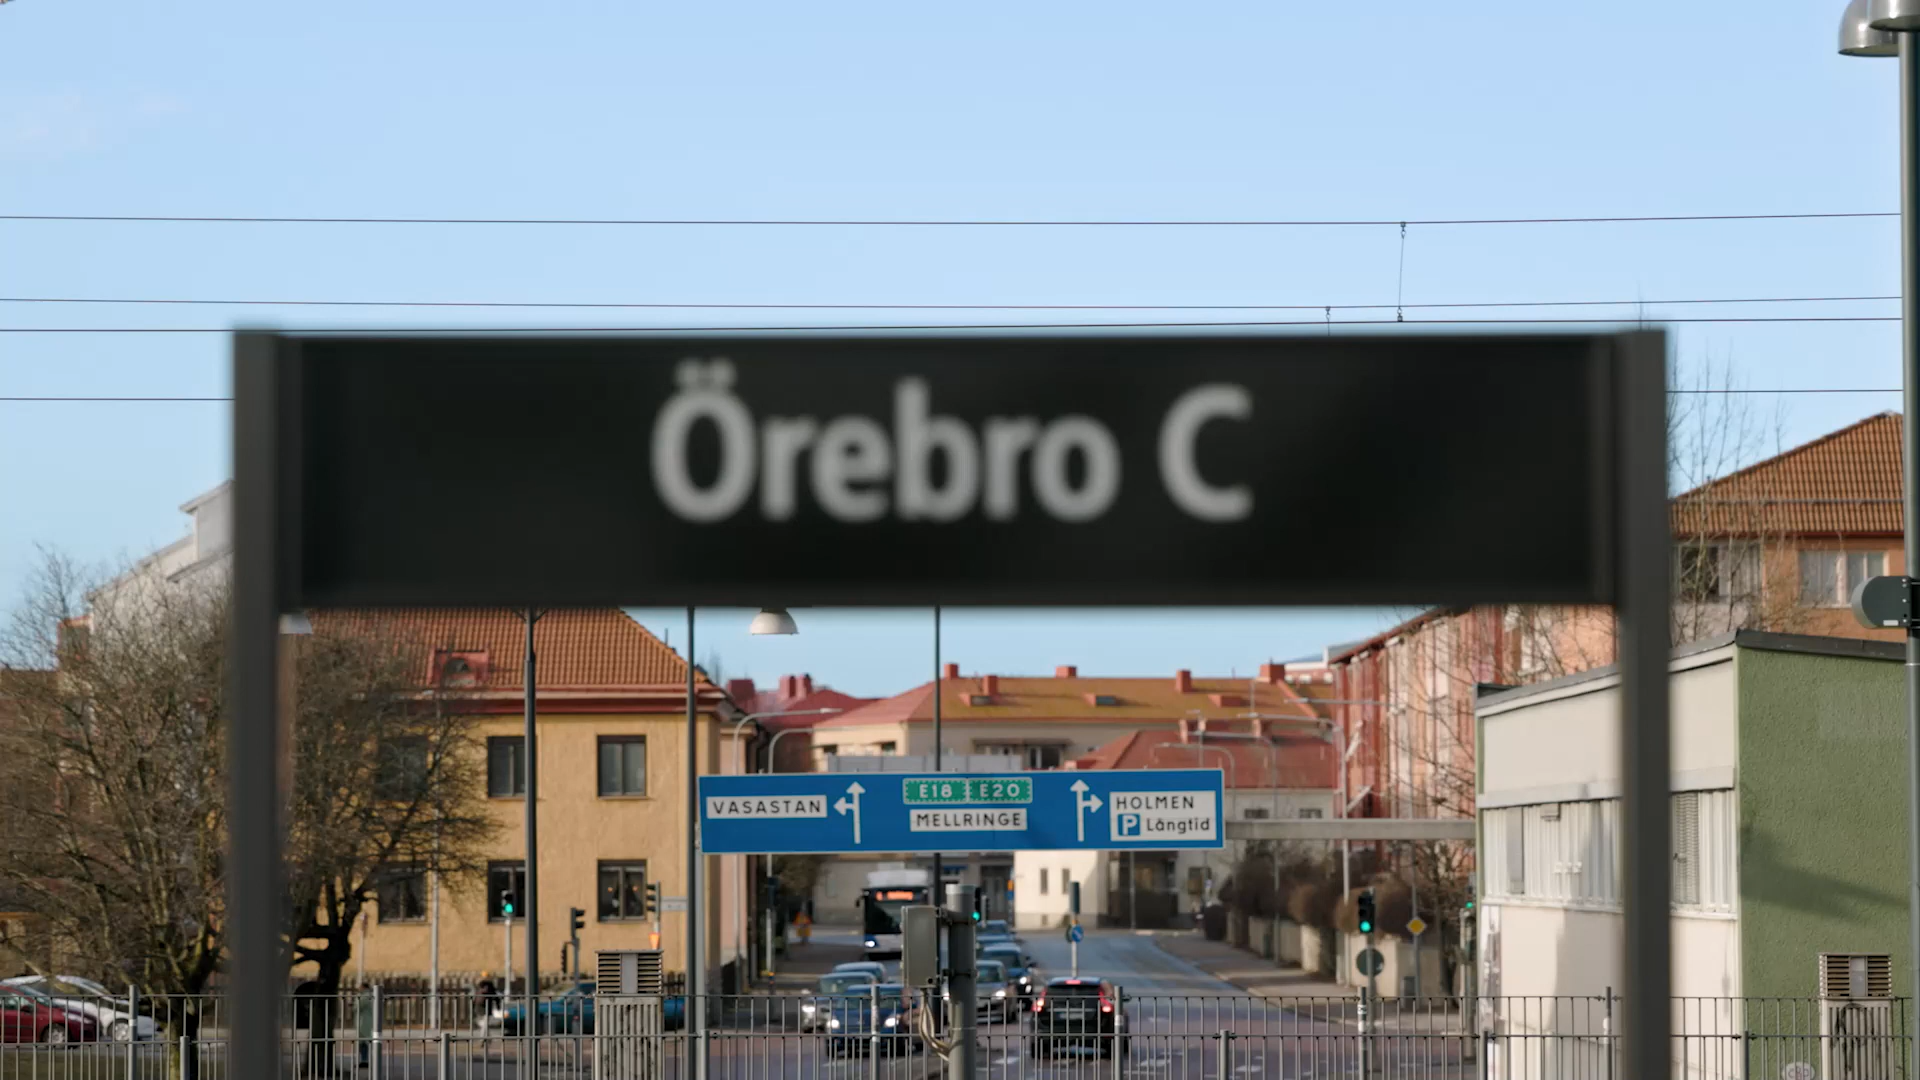 Örebro C
VASASTAN
E18 E20
MELLRINGE
HOLMEN
P Långtid